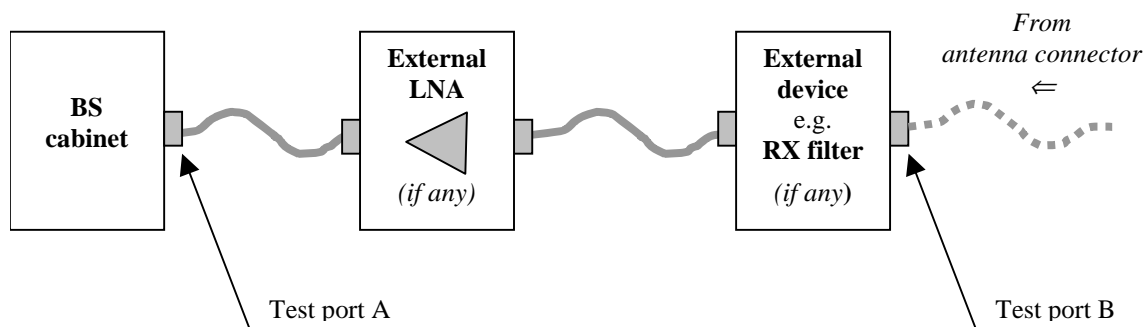 BS
cabinet
External
LNA
(if any)
External
device
e.g.
RX filter
(if any)
From
antenna connector
⇐
Test port A
Test port B